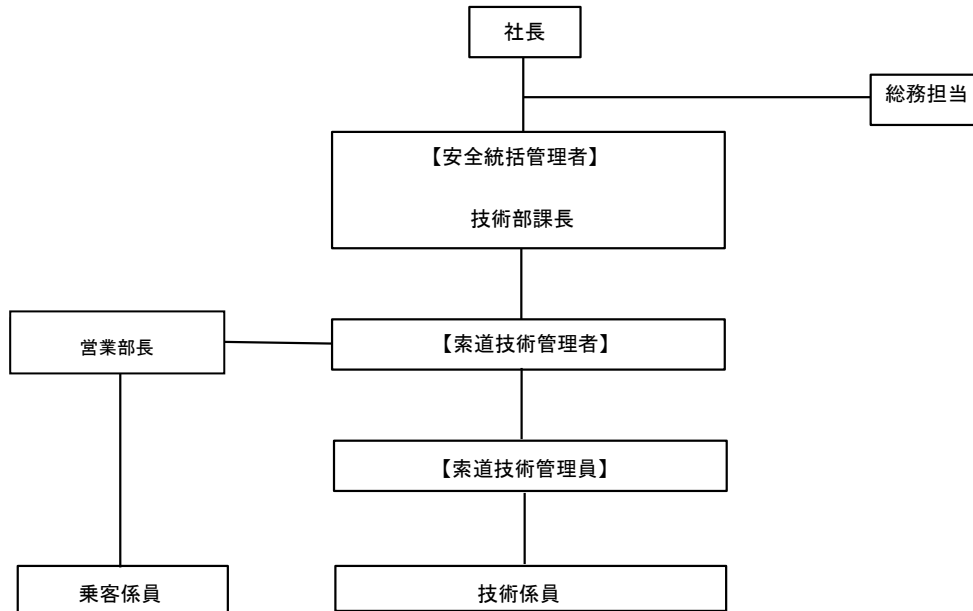 社長
総務担当
【安全統括管理者】
技術部課長
営業部長
【索道技術管理者】
【索道技術管理員】
乗客係員
技術係員